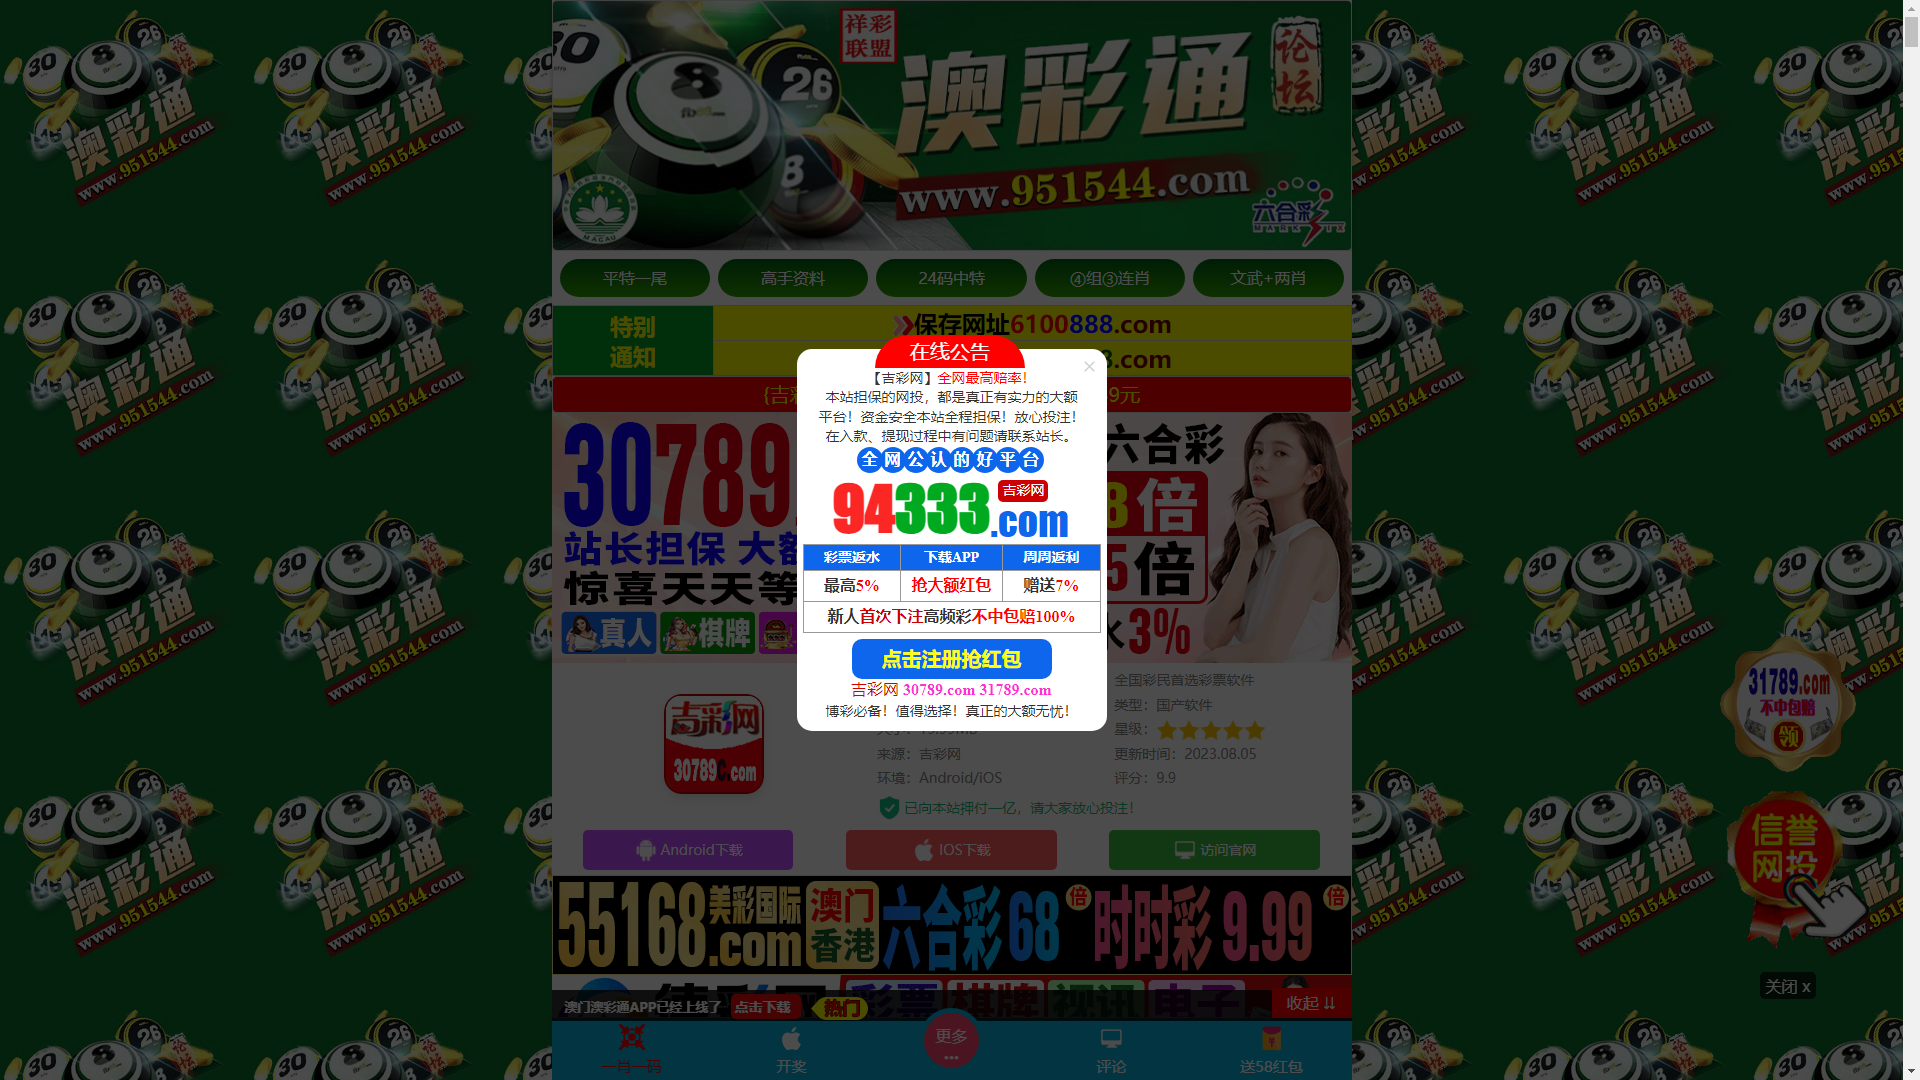 祥彩
联盟
澳彩通
论坛
www.951544.com
MACAU
六合彩
MARK SIX
平特一尾
高手资料
24码中特
④组③连肖
文武+两肖
特别
通知
保存网址6100888.com
在线公告
【吉彩网】全网最高赔率！
本站担保的网投，都是真正有实力的大额
平台！资金安全本站全程担保！放心投注！
在入款、提现过程中有问题请联系站长。
全网公认的好平台
94333.com
吉彩网
彩票返水 下载APP 周周返利
最高5% 抢大额红包 赠送7%
新人首次下注高频彩不中包赔100%
点击注册抢红包
吉彩网 30789.com 31789.com
博彩必备！值得选择！真正的大额无忧！
30789
六合彩
站长担保 大额
惊喜天天等
真人
棋牌
3%
吉彩网
30789C.com
全国彩民首选彩票软件
类型：国产软件
星级：
来源：吉彩网
更新时间：2023.08.05
环境：Android/iOS
评分：9.9
已向本站押付一亿，请大家放心投注！
Android下载
IOS下载
访问官网
55168.com
美彩国际
澳门
香港
六合彩68倍
时时彩9.99倍
彩票
棋牌
视讯
电子
澳门澳彩通APP已经上线了
点击下载
热门
收起
一肖一码
开奖
更多
评论
送58红包
31789.com
不中包赔
领
信誉
网投
关闭 x
澳彩通
论坛
www.951544.com